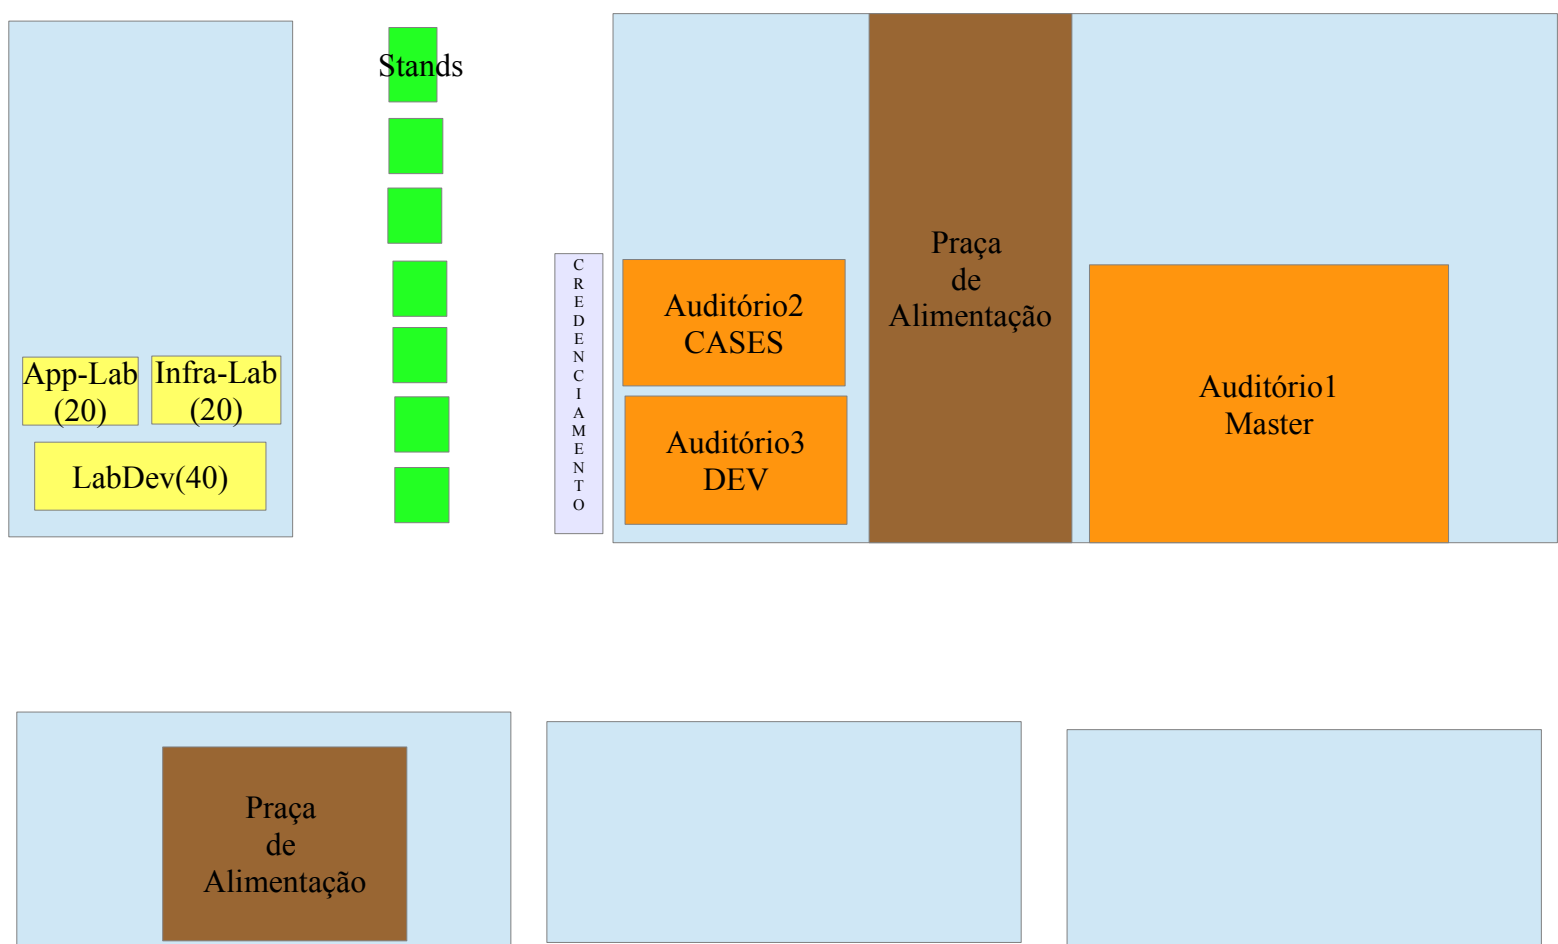 Stands
App-Lab
(20)
Infra-Lab
(20)
LabDev(40)
CREDENCIAMENTO
Auditório2
CASES
Auditório3
DEV
Praça
de
Alimentação
Auditório1
Master
Praça
de
Alimentação